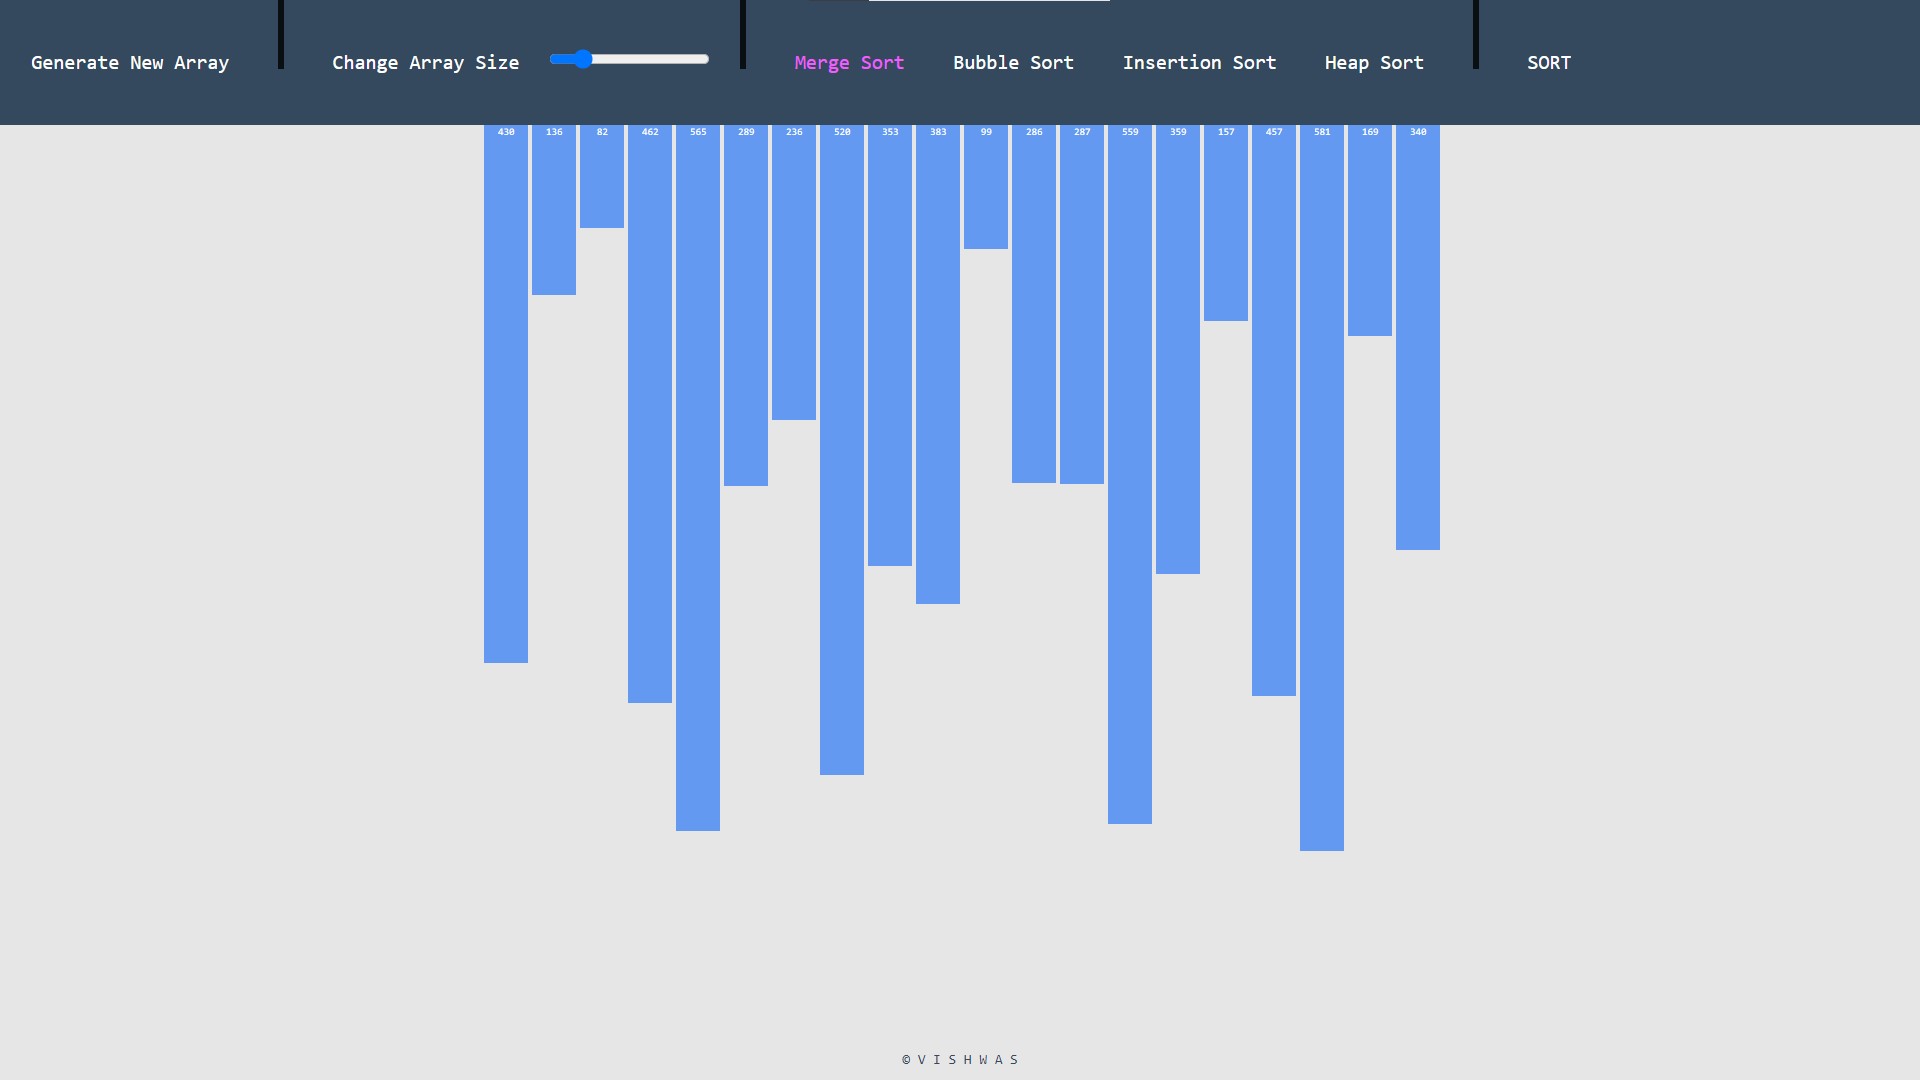 Generate New Array Change Array Size Merge Sort Bubble Sort Insertion Sort Heap Sort SORT
430 136 82 462 565 289 236 520 353 383 99 286 287 559 359 157 457 581 169 340
© V I S H W A S